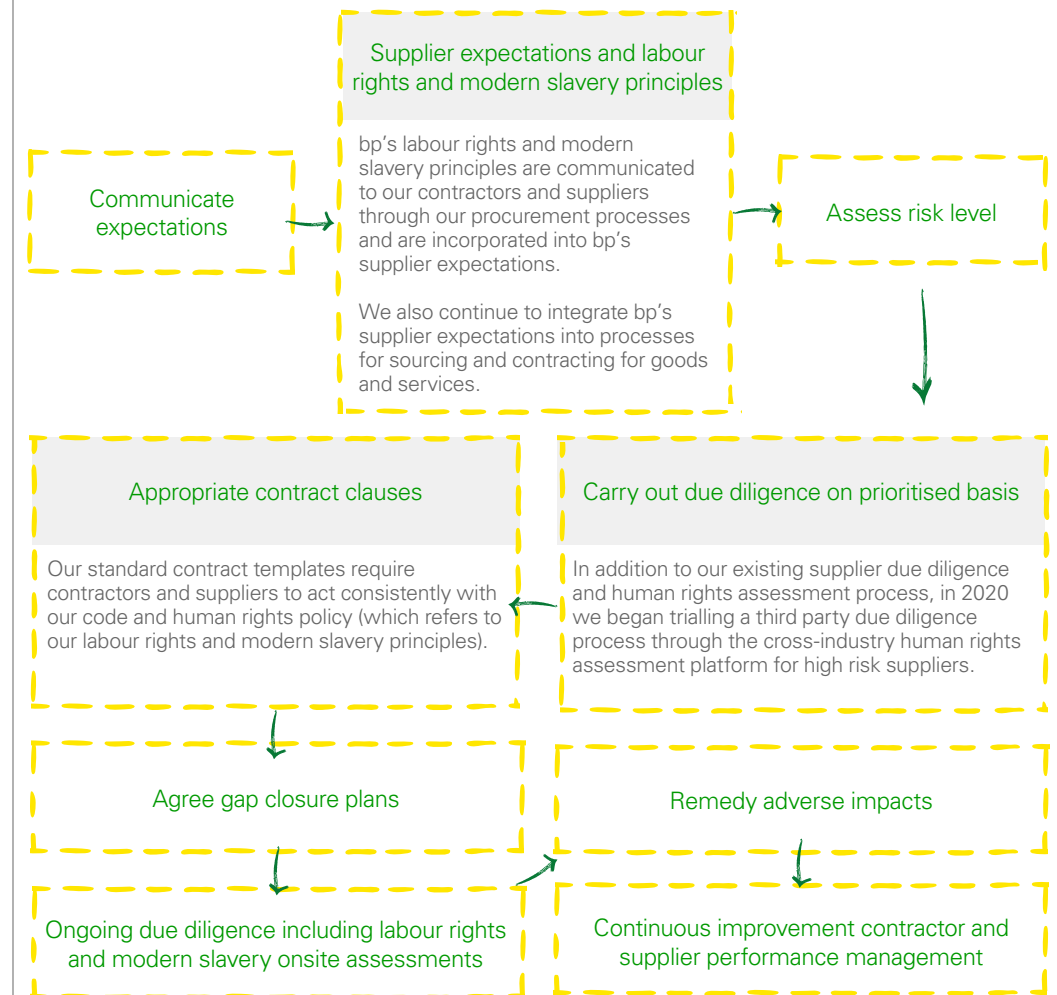 Communicate
expectations
Supplier expectations and labour
rights and modern slavery principles
bp's labour rights and modern
slavery principles are communicated
to our contractors and suppliers
through our procurement processes
and are incorporated into bp's
supplier expectations.
We also continue to integrate bp's
supplier expectations into processes
for sourcing and contracting for goods
and services.
Assess risk level
Carry out due diligence on prioritised basis
In addition to our existing supplier due diligence
and human rights assessment process, in 2020
we began trialling a third party due diligence
process through the cross-industry human rights
assessment platform for high risk suppliers.
Appropriate contract clauses
Our standard contract templates require
contractors and suppliers to act consistently with
our code and human rights policy (which refers to
our labour rights and modern slavery principles).
Agree gap closure plans
Ongoing due diligence including labour rights
and modern slavery onsite assessments
Remedy adverse impacts
Continuous improvement contractor and
supplier performance management